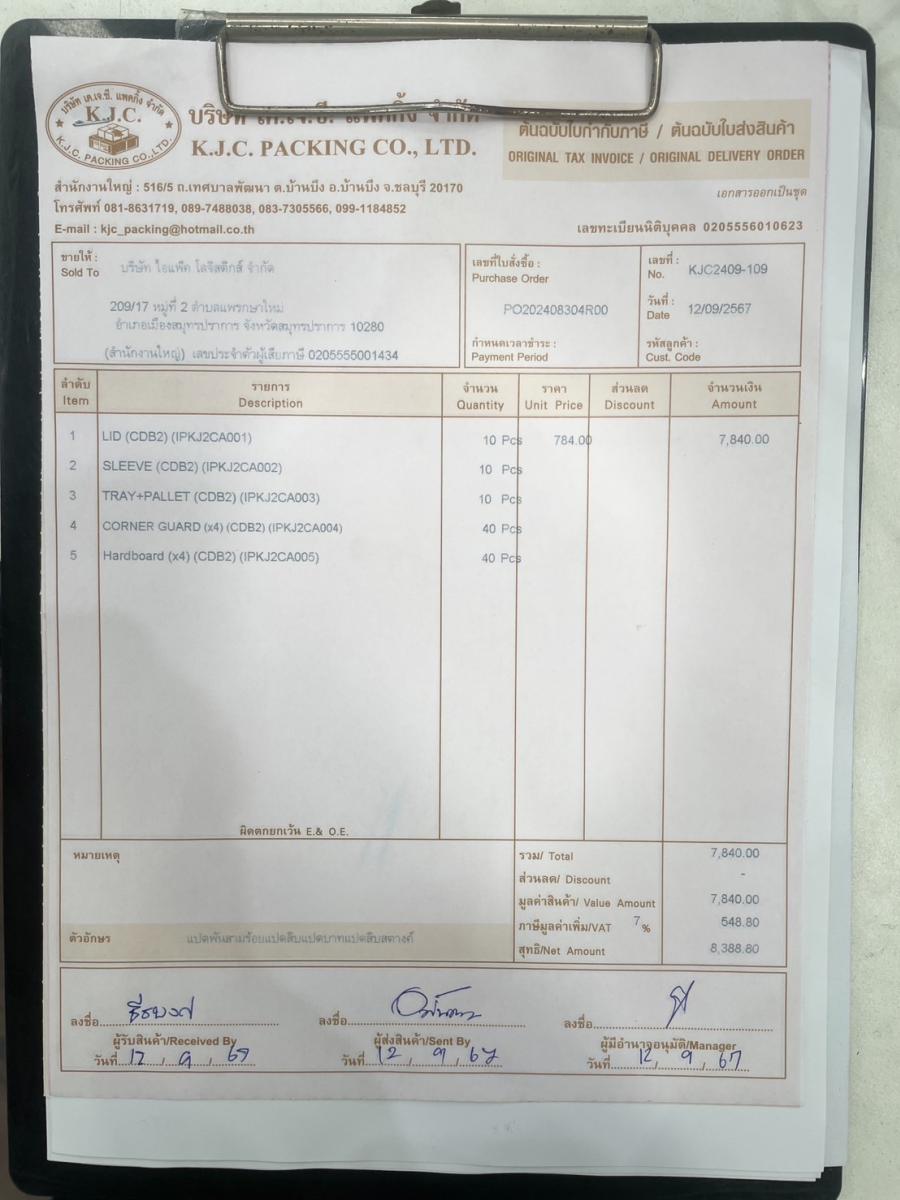 บริษัท เค.เจ.ซี. แพคกิ้ง จำกัด
K.J.C.
K.J.C. PACKING CO.,LTD.
บริษัท เค.เจ.ซี. แพคกิ้ง จำกัด
K.J.C. PACKING CO., LTD.
ต้นฉบับใบกำกับภาษี / ต้นฉบับใบส่งสินค้า
ORIGINAL TAX INVOICE / ORIGINAL DELIVERY ORDER
สำนักงานใหญ่ : 516/5 ถ.เทศบาลพัฒนา ต.บ้านบึง อ.บ้านบึง จ.ชลบุรี 20170
เอกสารออกเป็นชุด
โทรศัพท์ 081-8631719, 089-7488038, 083-7305566, 099-1184852
E-mail : kjc_packing@hotmail.co.th
เลขทะเบียนนิติบุคคล 0205556010623
ขายให้ :
Sold To
บริษัท ไอแพ็ก โลจิสติกส์ จำกัด
209/17 หมู่ที่ 2 ตำบลแพรกษาใหม่
อำเภอเมืองสมุทรปราการ จังหวัดสมุทรปราการ 10280
(สำนักงานใหญ่) เลขประจำตัวผู้เสียภาษี 0205555001434
เลขที่ใบสั่งซื้อ :
Purchase Order
PO202408304R00
กำหนดเวลาชำระ :
Payment Period
เลขที่ :
No. KJC2409-109
วันที่ :
Date 12/09/2567
รหัสลูกค้า :
Cust. Code
ลำดับ รายการ จำนวน ราคา ส่วนลด จำนวนเงิน
Item Description Quantity Unit Price Discount Amount
1 LID (CDB2) (IPKJ2CA001) 10 Pcs 784.00 7,840.00
2 SLEEVE (CDB2) (IPKJ2CA002) 10 Pcs
3 TRAY+PALLET (CDB2) (IPKJ2CA003) 10 Pcs
4 CORNER GUARD (x4) (CDB2) (IPKJ2CA004) 40 Pcs
5 Hardboard (x4) (CDB2) (IPKJ2CA005) 40 Pcs
ผิดตกยกเว้น E.& O.E.
หมายเหตุ
รวม/ Total 7,840.00
ส่วนลด/ Discount -
มูลค่าสินค้า/ Value Amount 7,840.00
ภาษีมูลค่าเพิ่ม/VAT 7 % 548.80
ตัวอักษร แปดพันสามร้อยแปดสิบแปดบาทแปดสิบสตางค์
สุทธิ/Net Amount 8,388.80
ลงชื่อ
ลงชื่อ
ลงชื่อ
ผู้รับสินค้า/Received By ผู้ส่งสินค้า/Sent By ผู้มีอำนาจอนุมัติ/Manager
วันที่ 12 , 9 , 67 วันที่ 12 , 9 , 67 วันที่ 12 , 9 , 67